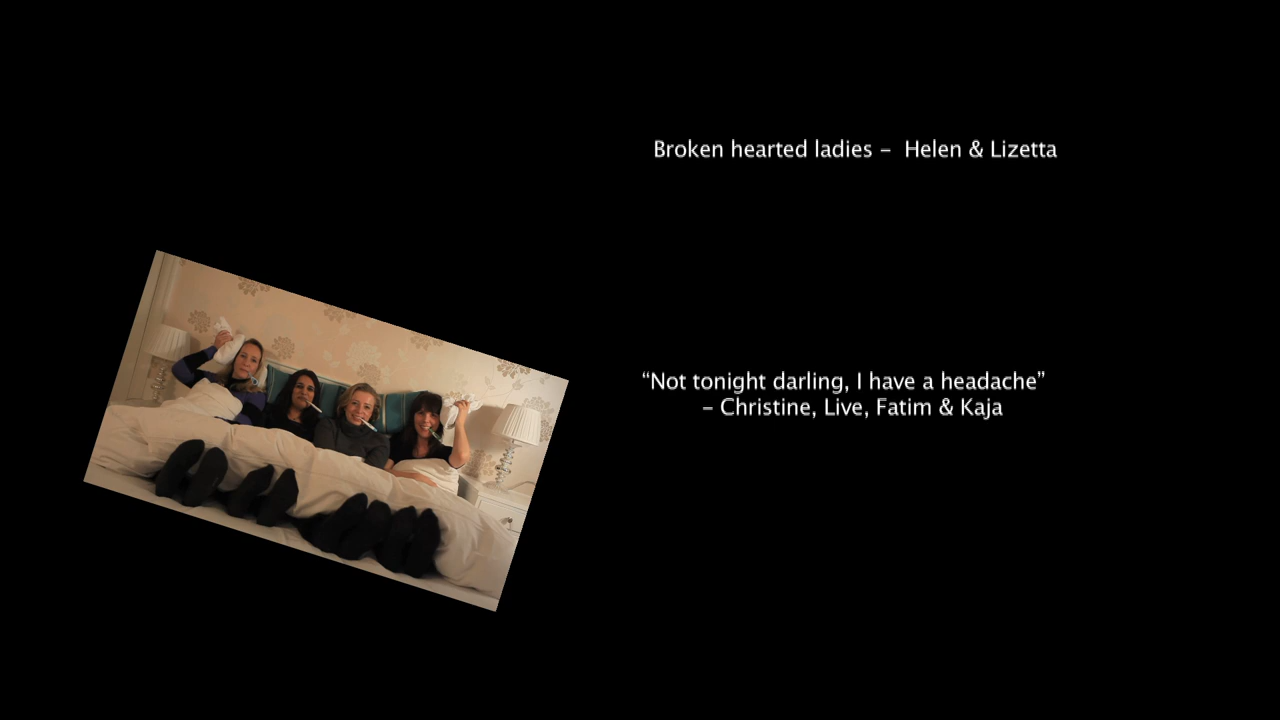 Broken hearted ladies – Helen & Lizetta
“Not tonight darling, I have a headache”
– Christine, Live, Fatim & Kaja